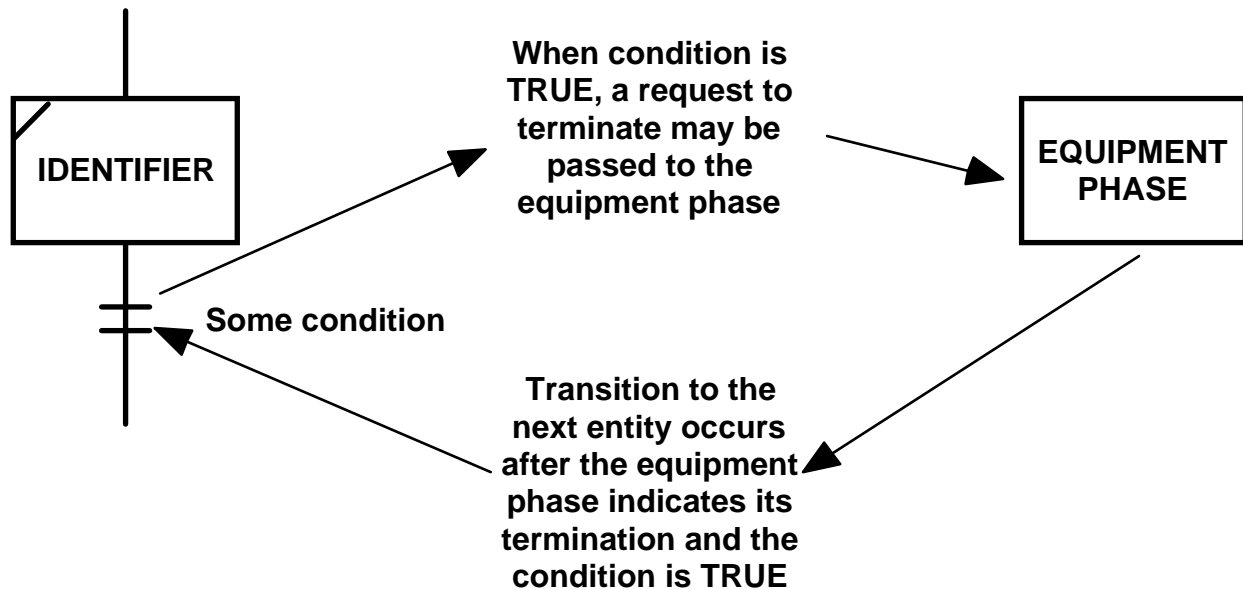 When condition is
TRUE, a request to
terminate may be
passed to the
equipment phase
IDENTIFIER
EQUIPMENT
PHASE
Some condition
Transition to the
next entity occurs
after the equipment
phase indicates its
termination and the
condition is TRUE